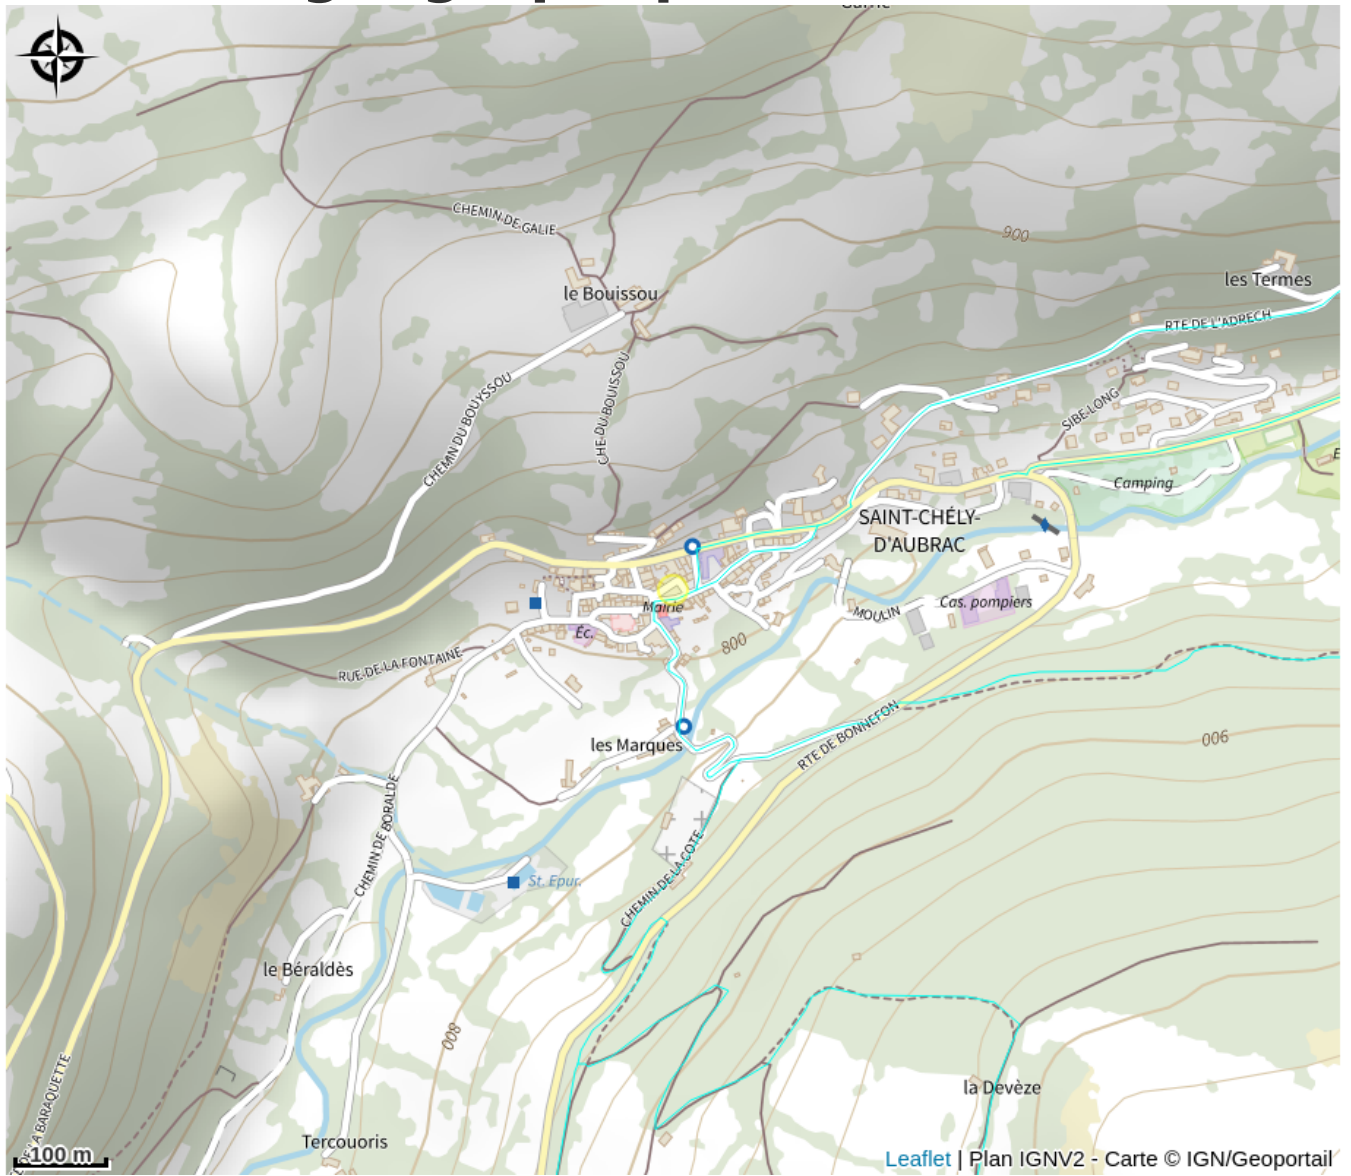 CHEMIN DE GALIE
900
les Termes
le Bouissou
RTE DE L'ADRECH
CHEMIN DU BOUYSSOU
CHE DU BOUISSOU
SIBE-LONG
Camping
SAINT-CHÉLY-
D'AUBRAC
Mairie
Cas. pompiers
MOULIN
Éc.
800
RUE DE LA FONTAINE
les Marques
RTE DE BONNEFON
900
CHEMIN DE BORALDE
CHEMIN DE LA COTE
St. Epur.
le Béraldès
800
la Devèze
LA BARAQUETTE
Tercouoris
100 m
Leaflet | Plan IGNV2 - Carte © IGN/Geoportail